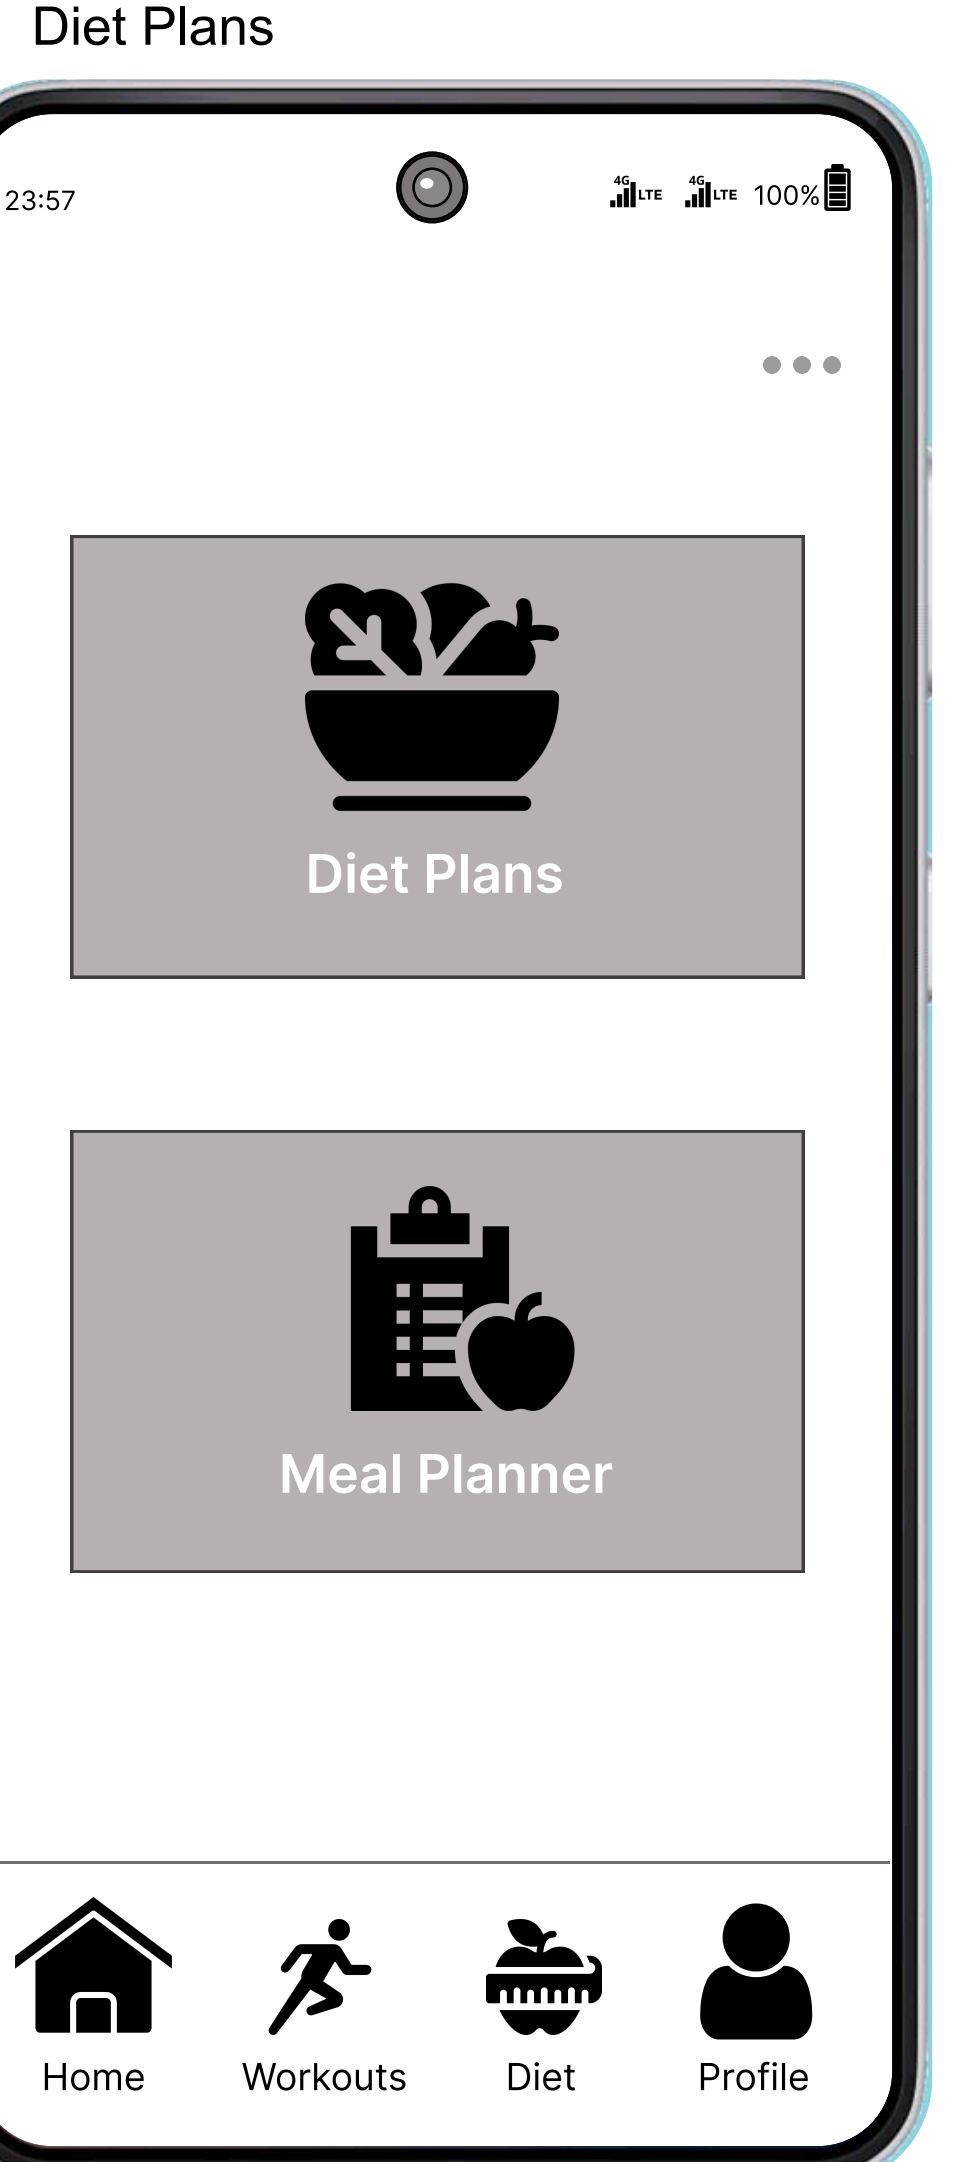 Diet Plans
23:57
4G LTE 4G LTE 100%
Diet Plans
Meal Planner
Home Workouts Diet Profile